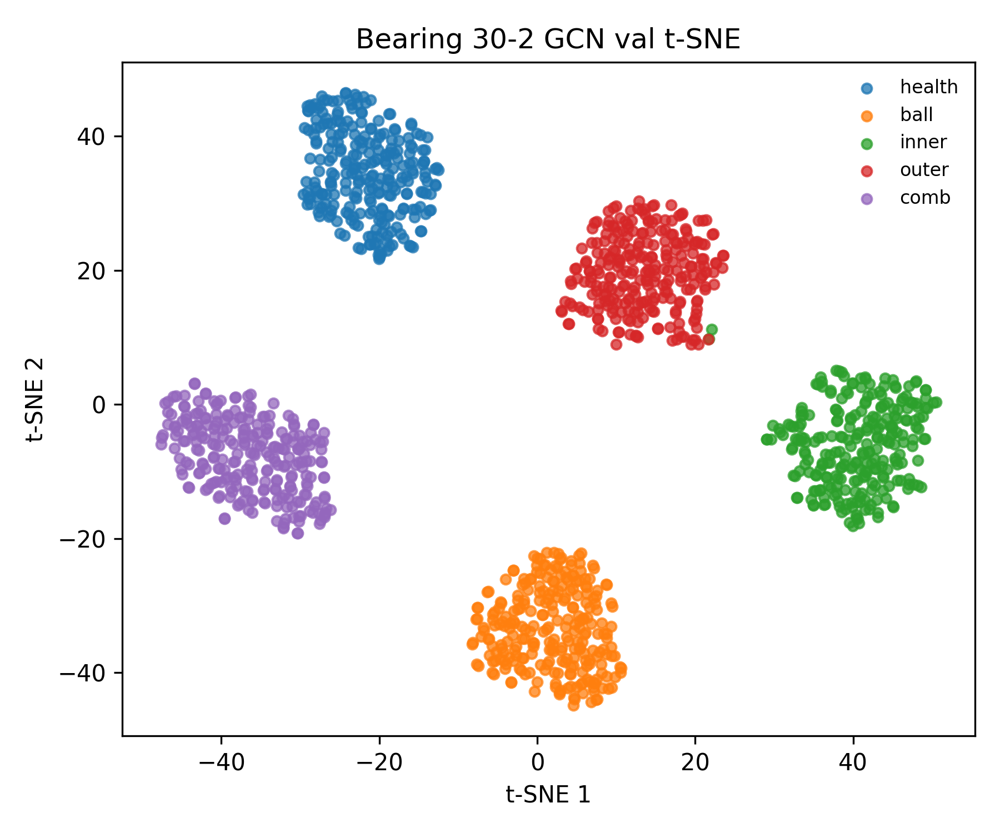 Bearing 30-2 GCN val t-SNE
health
ball
inner
outer
comb
40
20
0
−20
−40
t-SNE 2
−40
−20
0
20
40
t-SNE 1